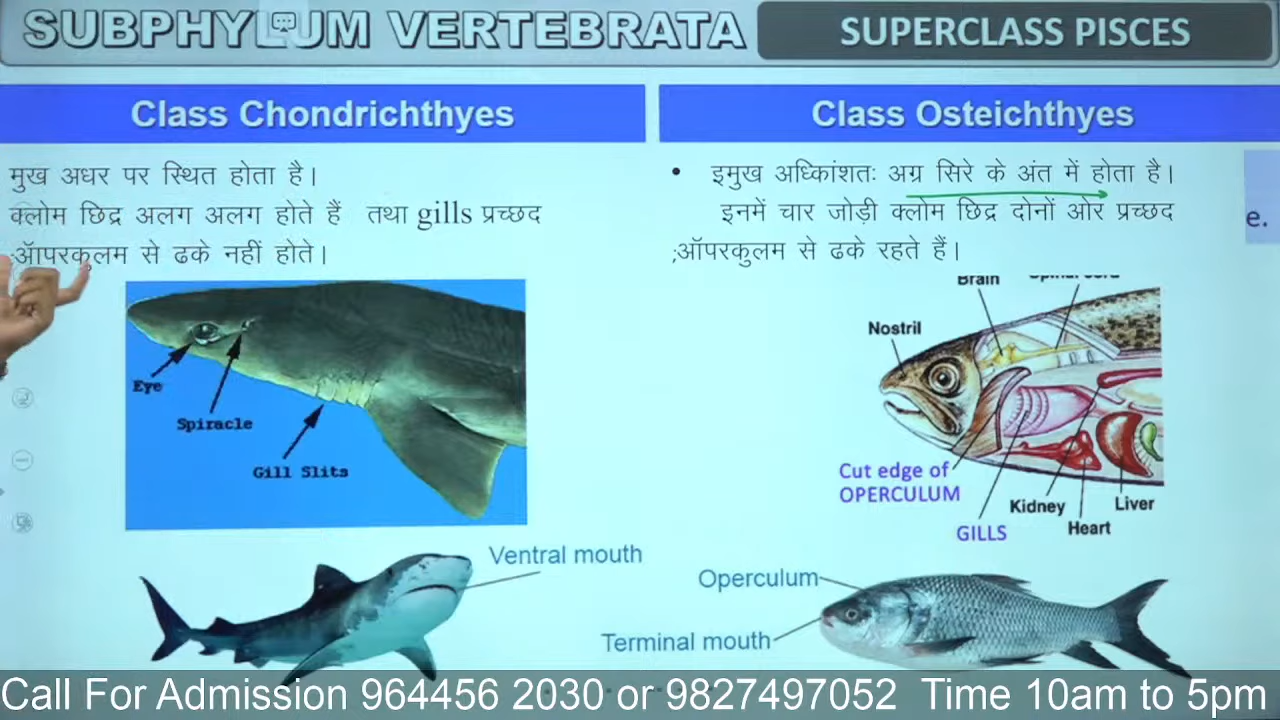 SUBPHYLUM VERTEBRATA
SUPERCLASS PISCES
Class Chondrichthyes
मुख अधर पर स्थित होता है।
क्लोम छिद्र अलग अलग होते हैं तथा gills प्रच्छद
;ऑपरकुलम से ढके नहीं होते।
Eye
Spiracle
Gill Slits
Ventral mouth
Class Osteichthyes
• इमुख अधिकांशतः अग्र सिरे के अंत में होता है।
इनमें चार जोड़ी क्लोम छिद्र दोनों ओर प्रच्छद
;ऑपरकुलम से ढके रहते हैं।
e.
Brain
Spinal cord
Nostril
Cut edge of
OPERCULUM
GILLS
Kidney
Heart
Liver
Operculum
Terminal mouth
Call For Admission 964456 2030 or 9827497052 Time 10am to 5pm